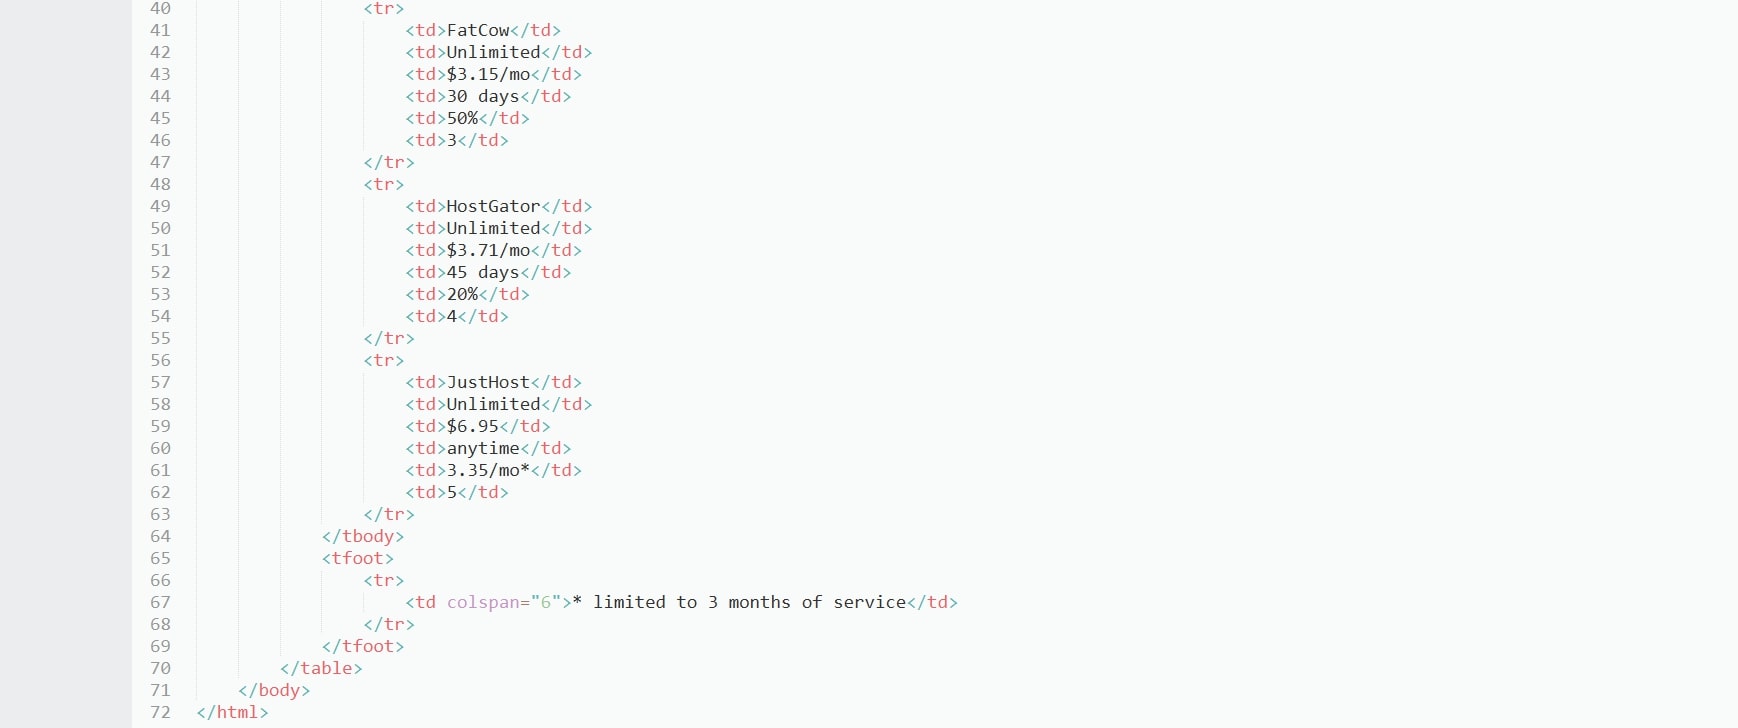 40 <tr>
41 <td>FatCow</td>
42 <td>Unlimited</td>
43 <td>$3.15/mo</td>
44 <td>30 days</td>
45 <td>50%</td>
46 <td>3</td>
47 </tr>
48 <tr>
49 <td>HostGator</td>
50 <td>Unlimited</td>
51 <td>$3.71/mo</td>
52 <td>45 days</td>
53 <td>20%</td>
54 <td>4</td>
55 </tr>
56 <tr>
57 <td>JustHost</td>
58 <td>Unlimited</td>
59 <td>$6.95</td>
60 <td>anytime</td>
61 <td>3.35/mo*</td>
62 <td>5</td>
63 </tr>
64 </tbody>
65 <tfoot>
66 <tr>
67 <td colspan="6">* limited to 3 months of service</td>
68 </tr>
69 </tfoot>
70 </table>
71 </body>
72 </html>